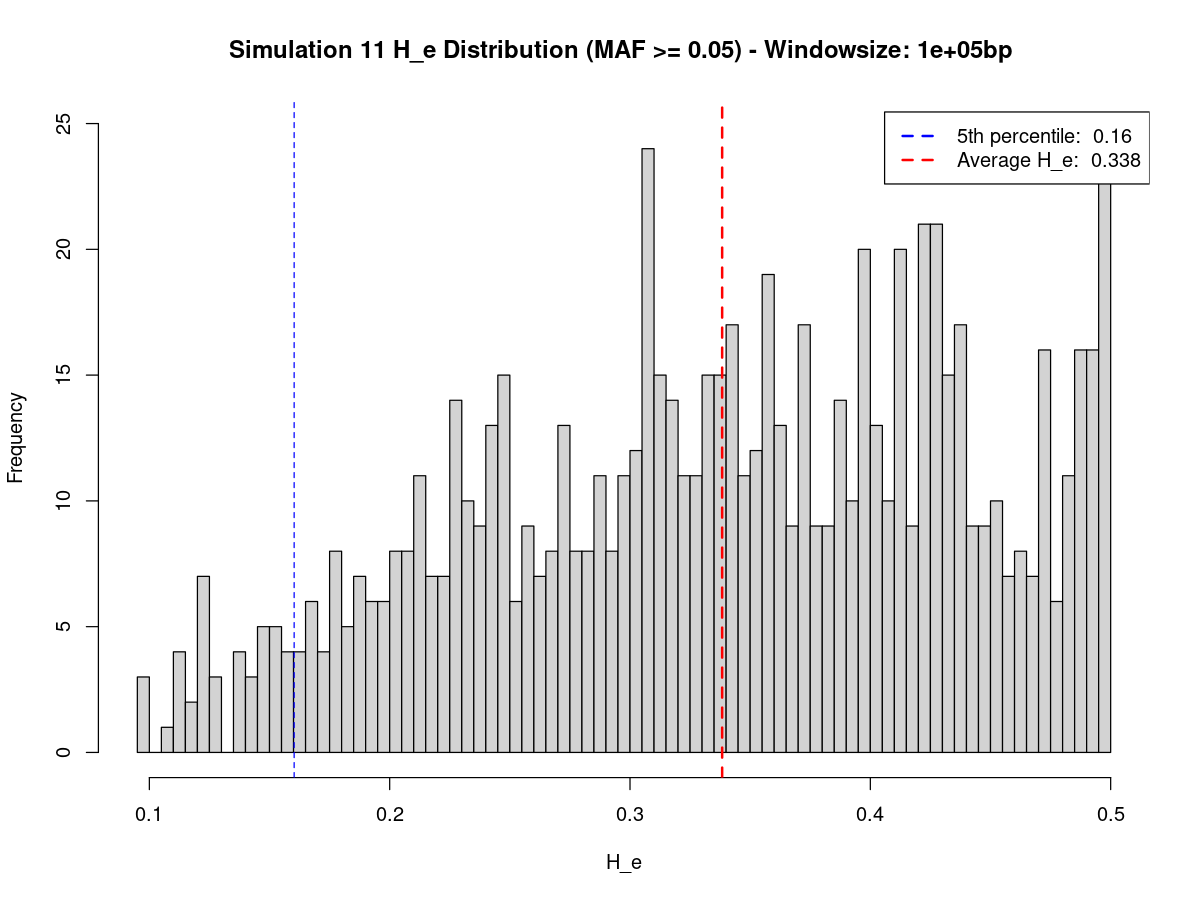 Simulation 11 H_e Distribution (MAF >= 0.05) - Windowsize: 1e+05bp
5th percentile:  0.16
Average H_e:  0.338
Frequency
25
20
15
10
5
0
0.1 0.2 0.3 0.4 0.5
H_e